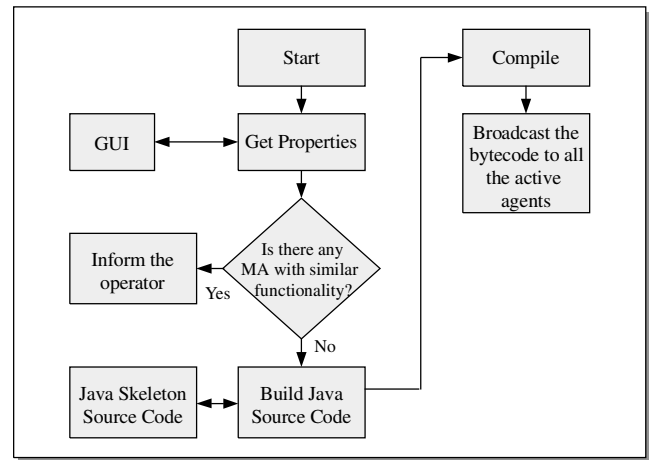 Start
Compile
GUI
Get Properties
Broadcast the
bytecode to all
the active
agents
Is there any
MA with similar
functionality?
Inform the
operator
Yes
No
Java Skeleton
Source Code
Build Java
Source Code